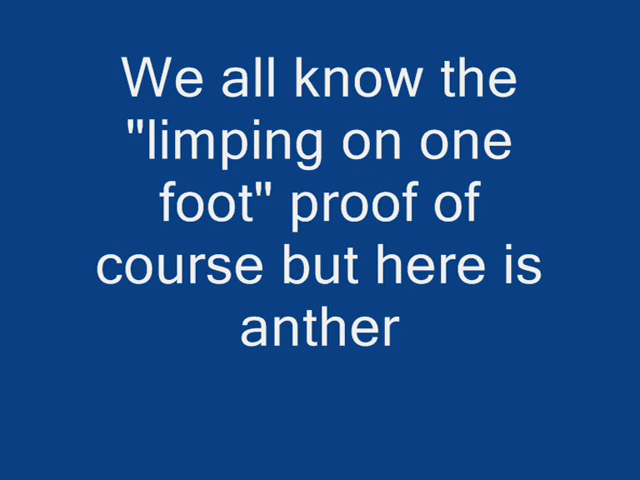 We all know the
"limping on one
foot" proof of
course but here is
anther